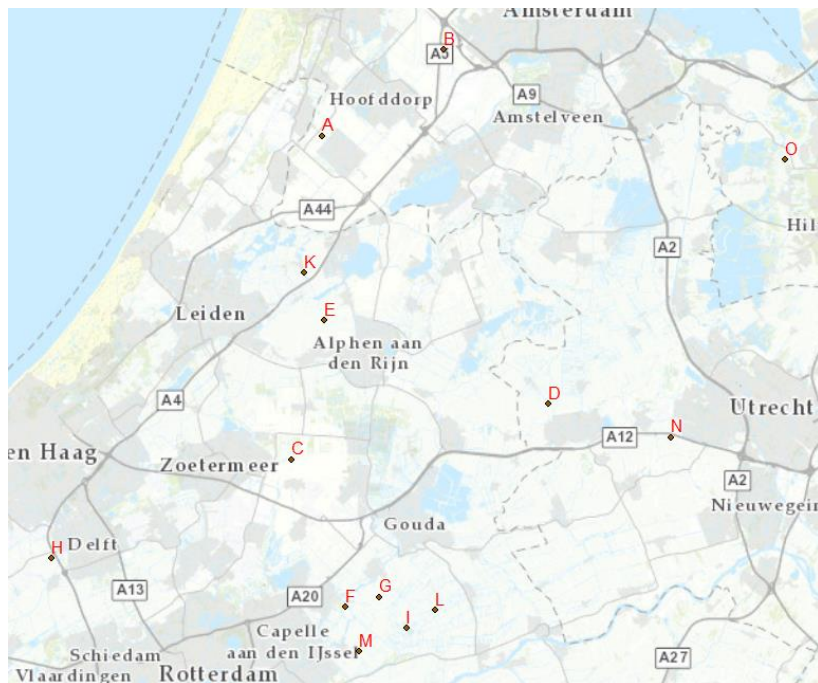 Amsterdam
B
A5
Hoofddorp
A9
Amstelveen
A
O
A44
Hil
A2
K
Leiden
E
Alphen aan
den Rijn
A4
D
Utrecht
N
A12
en Haag
C
Zoetermeer
A2
Nieuwegein
Gouda
H
Delft
A13
A20
F
G
L
I
Capelle
aan den IJssel
M
Schiedam
A27
Vlaardingen
Rotterdam